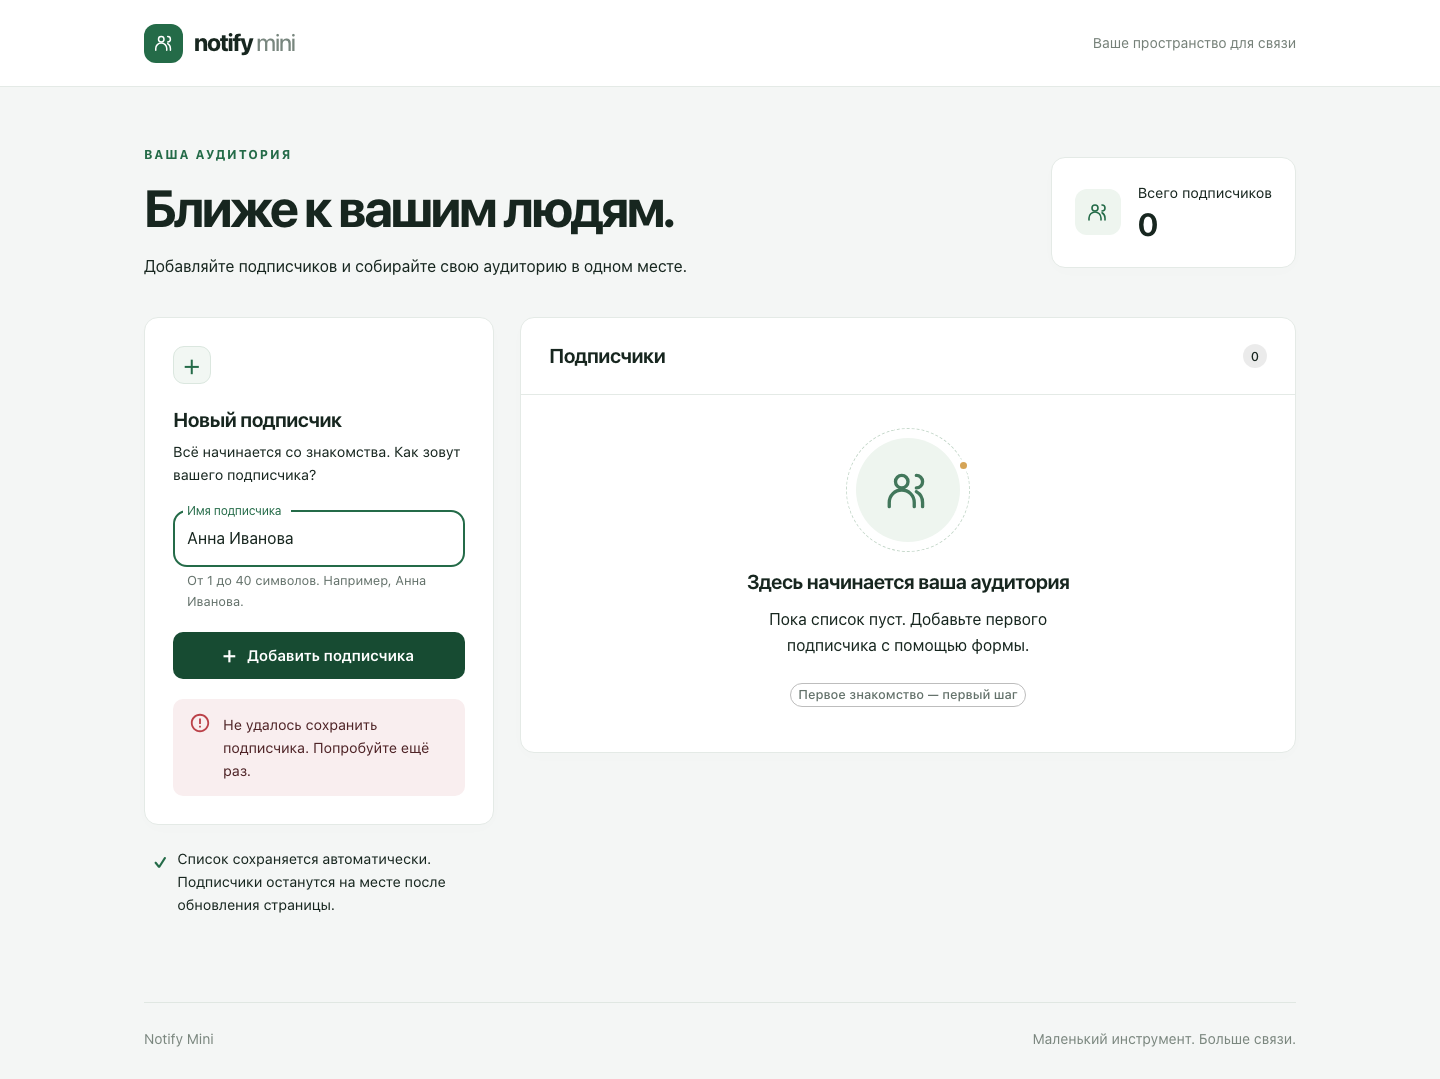 notify mini
Ваше пространство для связи
ВАША АУДИТОРИЯ
Ближе к вашим людям.
Добавляйте подписчиков и собирайте свою аудиторию в одном месте.
Всего подписчиков
0
Новый подписчик
Всё начинается со знакомства. Как зовут
вашего подписчика?
Имя подписчика
Анна Иванова
От 1 до 40 символов. Например, Анна
Иванова.
Добавить подписчика
Не удалось сохранить
подписчика. Попробуйте ещё
раз.
Список сохраняется автоматически.
Подписчики останутся на месте после
обновления страницы.
Подписчики
0
Здесь начинается ваша аудитория
Пока список пуст. Добавьте первого
подписчика с помощью формы.
Первое знакомство — первый шаг
Notify Mini
Маленький инструмент. Больше связи.